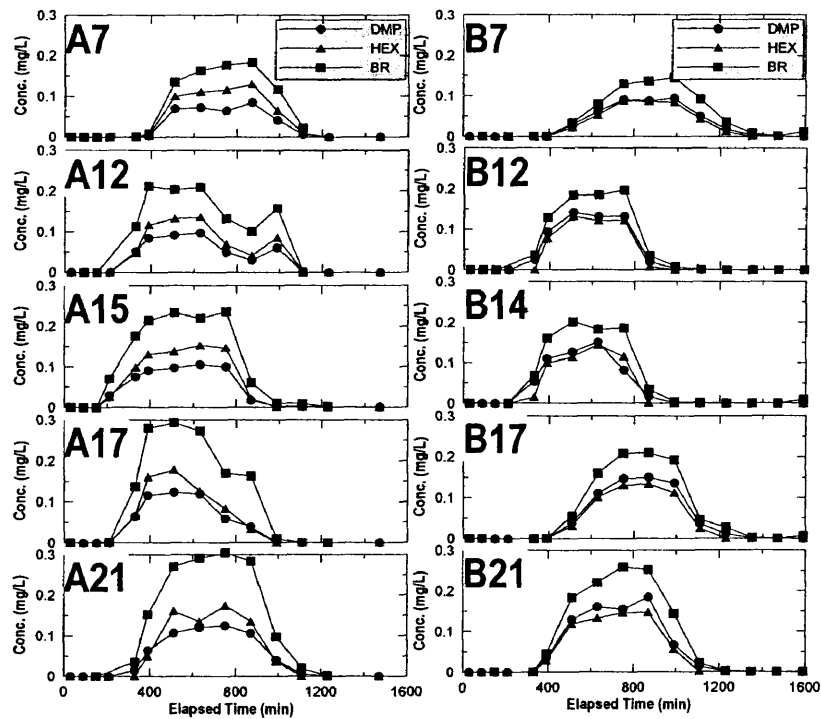 A7
DMP
HEX
BR
Conc. (mg/L)
0.3
0.2
0.1
0
B7
DMP
HEX
BR
Conc. (mg/L)
0.3
0.2
0.1
0
A12
Conc. (mg/L)
0.3
0.2
0.1
0
B12
Conc. (mg/L)
0.3
0.2
0.1
0
A15
Conc. (mg/L)
0.3
0.2
0.1
0
B14
Conc. (mg/L)
0.3
0.2
0.1
0
A17
Conc. (mg/L)
0.3
0.2
0.1
0
B17
Conc. (mg/L)
0.3
0.2
0.1
0
A21
Conc. (mg/L)
0.3
0.2
0.1
0
0 400 800 1200 1600
Elapsed Time (min)
B21
Conc. (mg/L)
0.3
0.2
0.1
0
0 400 800 1200 1600
Elapsed Time (min)